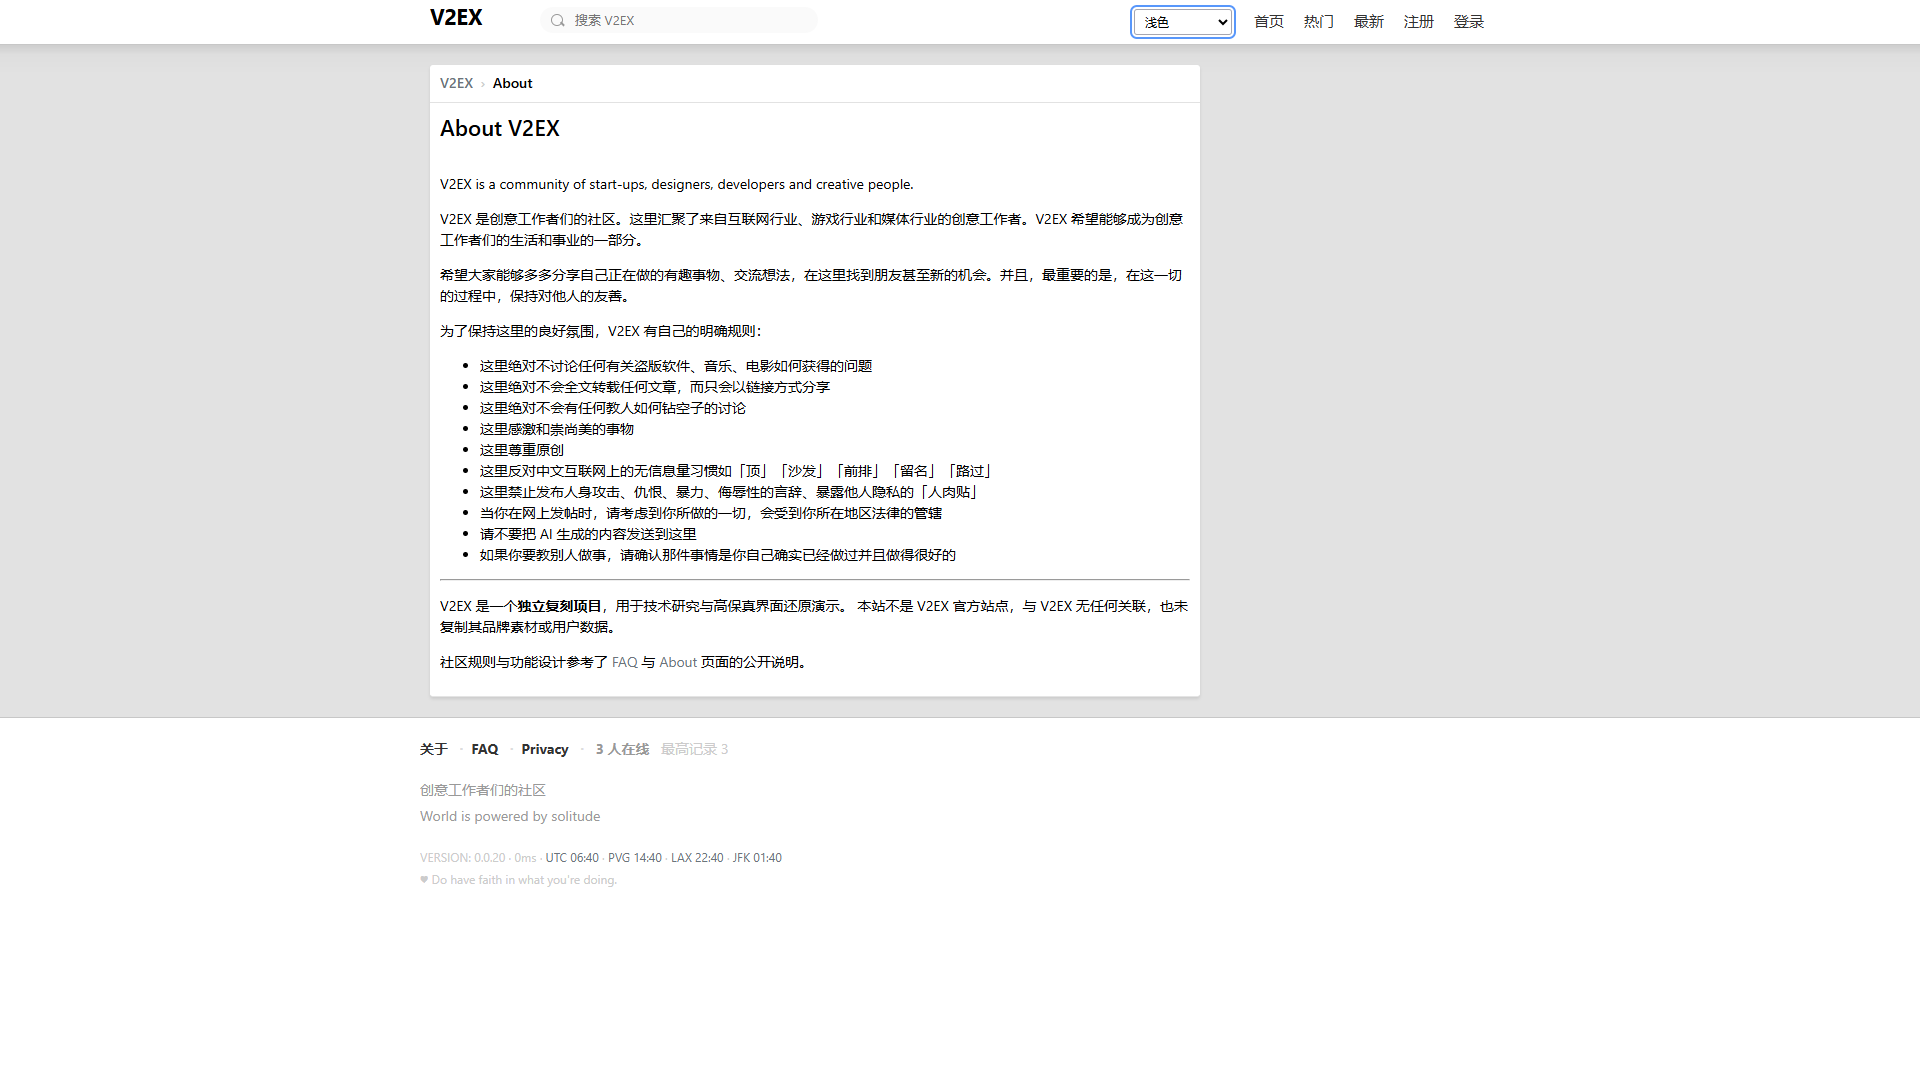 V2EX
搜索 V2EX
浅色
首页 热门 最新 注册 登录
V2EX › About
About V2EX
V2EX is a community of start-ups, designers, developers and creative people.
V2EX 是创意工作者们的社区。这里汇聚了来自互联网行业、游戏行业和媒体行业的创意工作者。V2EX 希望能够成为创意
工作者们的生活和事业的一部分。
希望大家能够多多分享自己正在做的有趣事物、交流想法，在这里找到朋友甚至新的机会。并且，最重要的是，在这一切
的过程中，保持对他人的友善。
为了保持这里的良好氛围，V2EX 有自己的明确规则：
• 这里绝对不讨论任何有关盗版软件、音乐、电影如何获得的问题
• 这里绝对不会全文转载任何文章，而只会以链接方式分享
• 这里绝对不会有任何教人如何钻空子的讨论
• 这里感激和崇尚美的事物
• 这里尊重原创
• 这里反对中文互联网上的无信息量习惯如「顶」「沙发」「前排」「留名」「路过」
• 这里禁止发布人身攻击、仇恨、暴力、侮辱性的言辞、暴露他人隐私的「人肉贴」
• 当你在网上发帖时，请考虑到你所做的一切，会受到你所在地区法律的管辖
• 请不要把 AI 生成的内容发送到这里
• 如果你要教别人做事，请确认那件事情是你自己确实已经做过并且做得很好的
V2EX 是一个独立复刻项目，用于技术研究与高保真界面还原演示。 本站不是 V2EX 官方站点，与 V2EX 无任何关联，也未
复制其品牌素材或用户数据。
社区规则与功能设计参考了 FAQ 与 About 页面的公开说明。
关于 · FAQ · Privacy · 3 人在线 最高记录 3
创意工作者们的社区
World is powered by solitude
VERSION: 0.0.20 · 0ms · UTC 06:40 · PVG 14:40 · LAX 22:40 · JFK 01:40
♥ Do have faith in what you're doing.